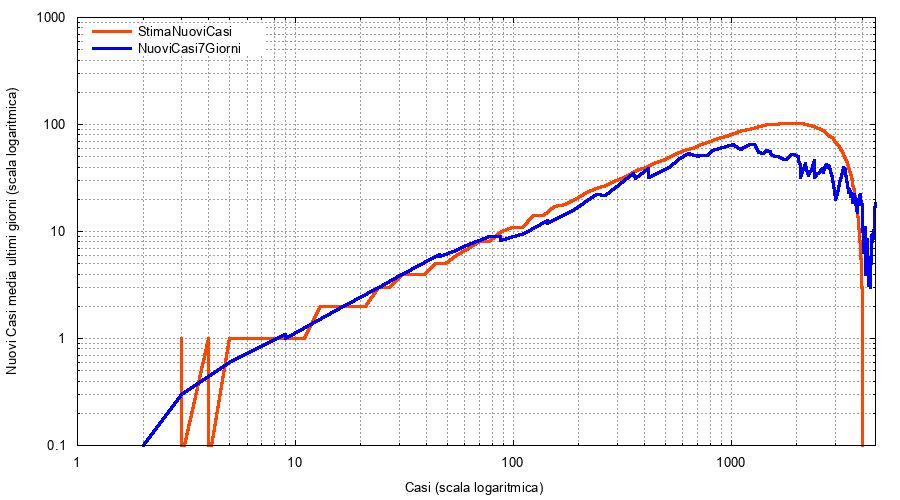 1000
StimaNuoviCasi
NuoviCasi7Giorni
100
10
1
0.1
1 10 100 1000
Nuovi Casi media ultimi giorni (scala logaritmica)
Casi (scala logaritmica)